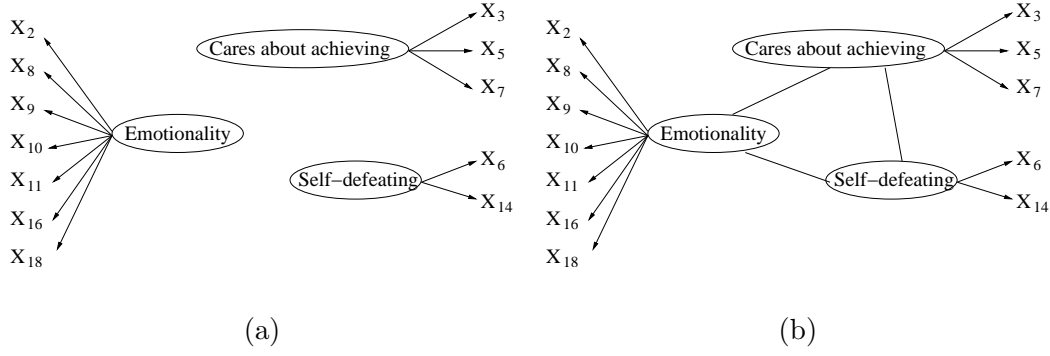 X2
X8
X9
X10
X11
X16
X18
Emotionality
Cares about achieving
X3
X5
X7
Self-defeating
X6
X14
(a)
X2
X8
X9
X10
X11
X16
X18
Emotionality
Cares about achieving
X3
X5
X7
Self-defeating
X6
X14
(b)